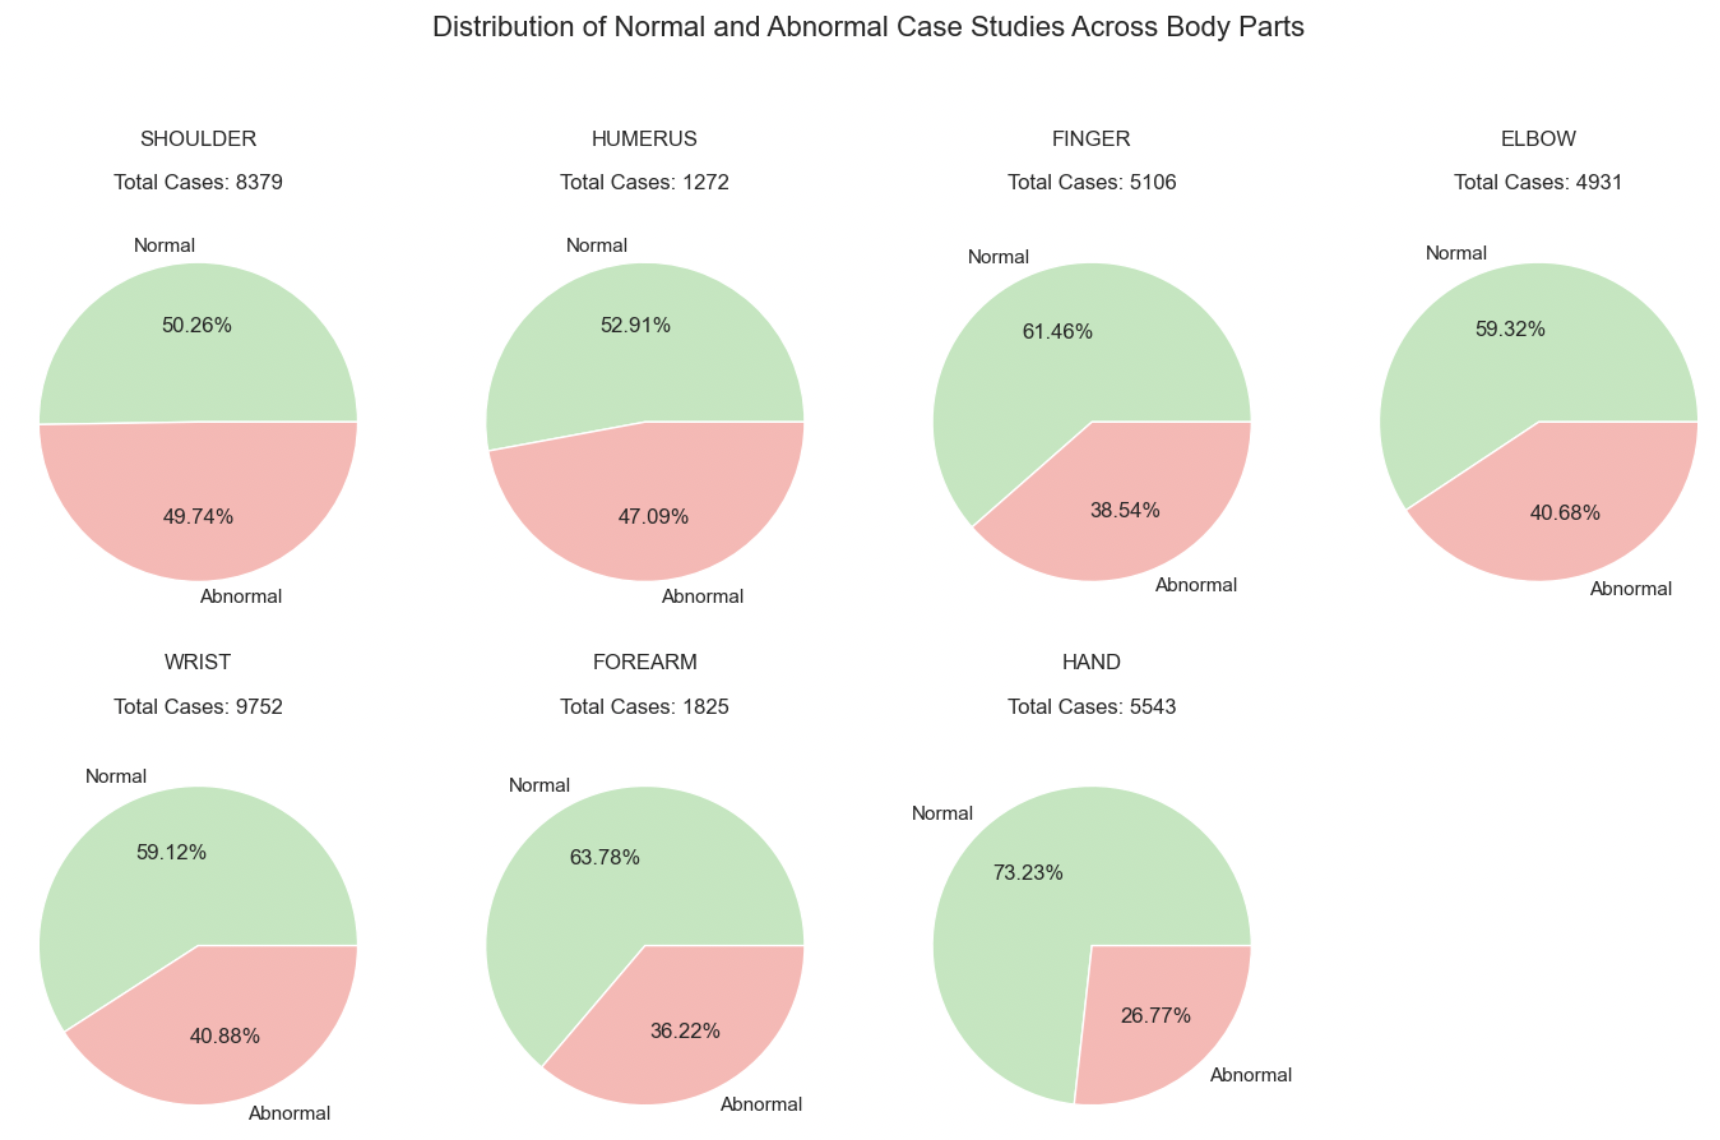 Distribution of Normal and Abnormal Case Studies Across Body Parts
SHOULDER
Total Cases: 8379
Normal
50.26%
49.74%
Abnormal
HUMERUS
Total Cases: 1272
Normal
52.91%
47.09%
Abnormal
FINGER
Total Cases: 5106
Normal
61.46%
38.54%
Abnormal
ELBOW
Total Cases: 4931
Normal
59.32%
40.68%
Abnormal
WRIST
Total Cases: 9752
Normal
59.12%
40.88%
Abnormal
FOREARM
Total Cases: 1825
Normal
63.78%
36.22%
Abnormal
HAND
Total Cases: 5543
Normal
73.23%
26.77%
Abnormal